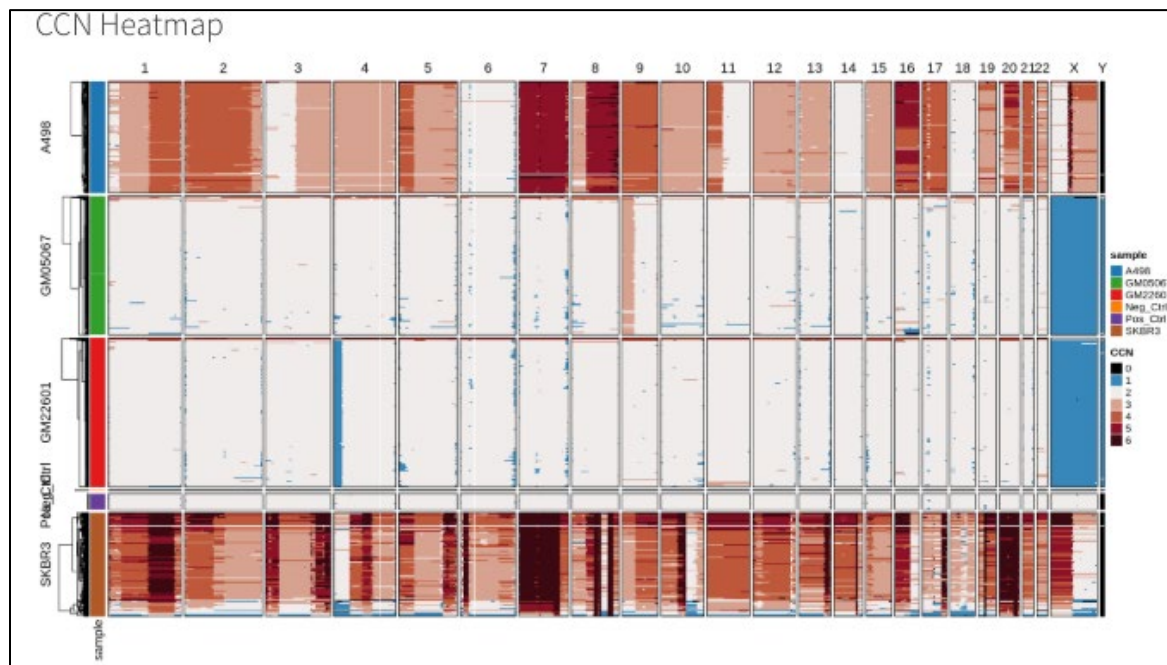 CCN Heatmap
1 2 3 4 5 6 7 8 9 10 11 12 13 14 15 16 17 18 19 20 21 22 X Y
A498
GM05067
GM22601
SKBR3
sample
sample
A498
GM0506
GM2260
Neg_Ctrl
Pos_Ctrl
SKBR3
CCN
0
1
2
3
4
5
6